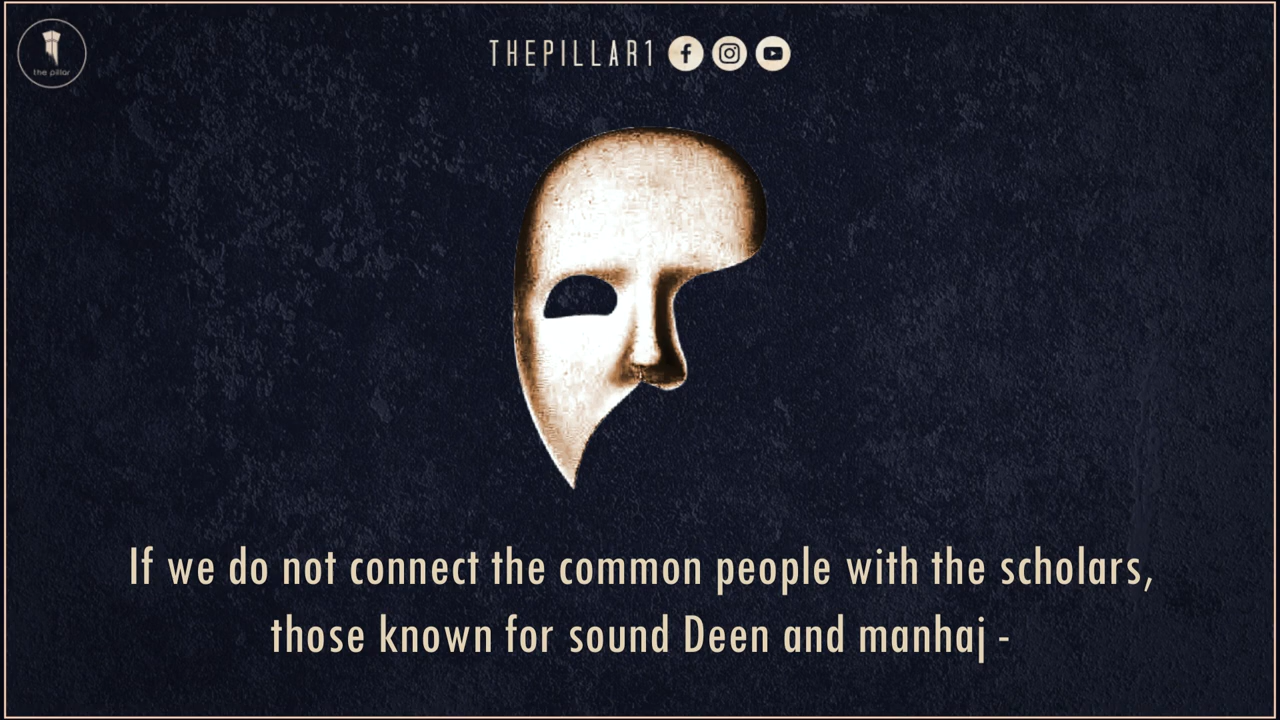 the pillar
THEPILLAR1
If we do not connect the common people with the scholars,
those known for sound Deen and manhaj -